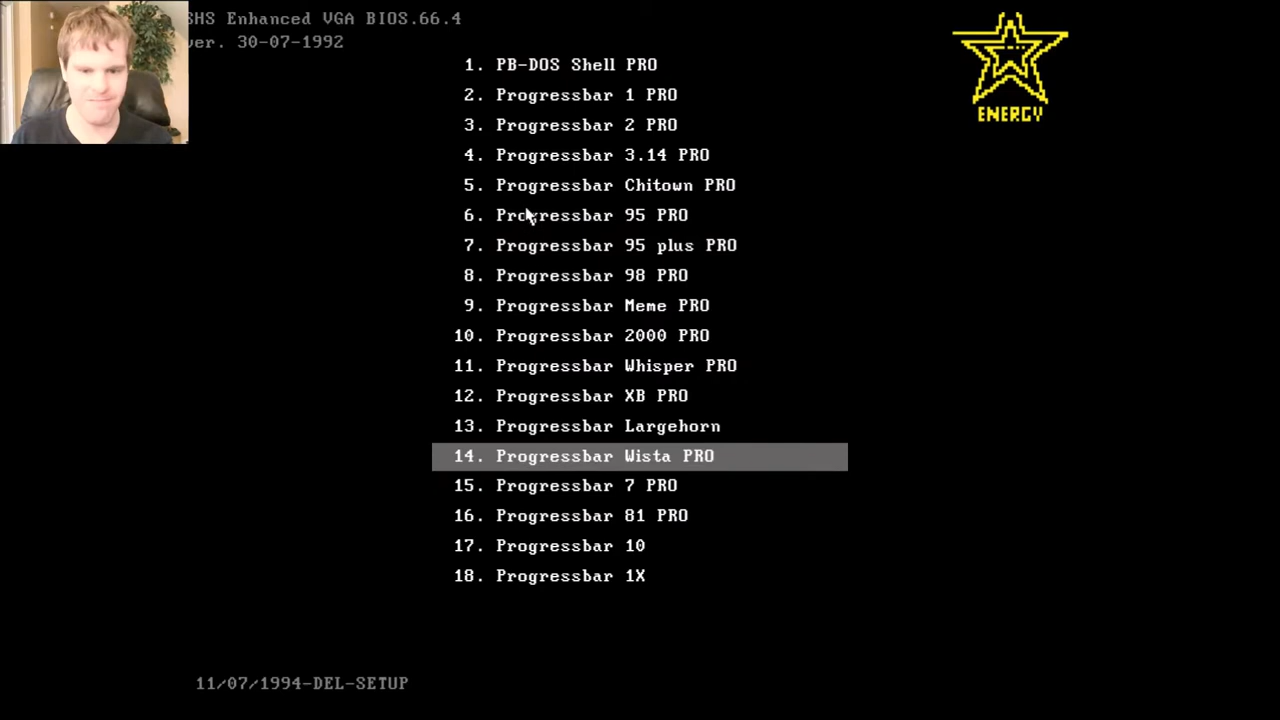 SHS Enhanced VGA BIOS.66.4
ver. 30-07-1992
ENERGY
1. PB-DOS Shell PRO
2. Progressbar 1 PRO
3. Progressbar 2 PRO
4. Progressbar 3.14 PRO
5. Progressbar Chitown PRO
6. Progressbar 95 PRO
7. Progressbar 95 plus PRO
8. Progressbar 98 PRO
9. Progressbar Meme PRO
10. Progressbar 2000 PRO
11. Progressbar Whisper PRO
12. Progressbar XB PRO
13. Progressbar Largehorn
14. Progressbar Wista PRO
15. Progressbar 7 PRO
16. Progressbar 81 PRO
17. Progressbar 10
18. Progressbar 1X
11/07/1994-DEL-SETUP